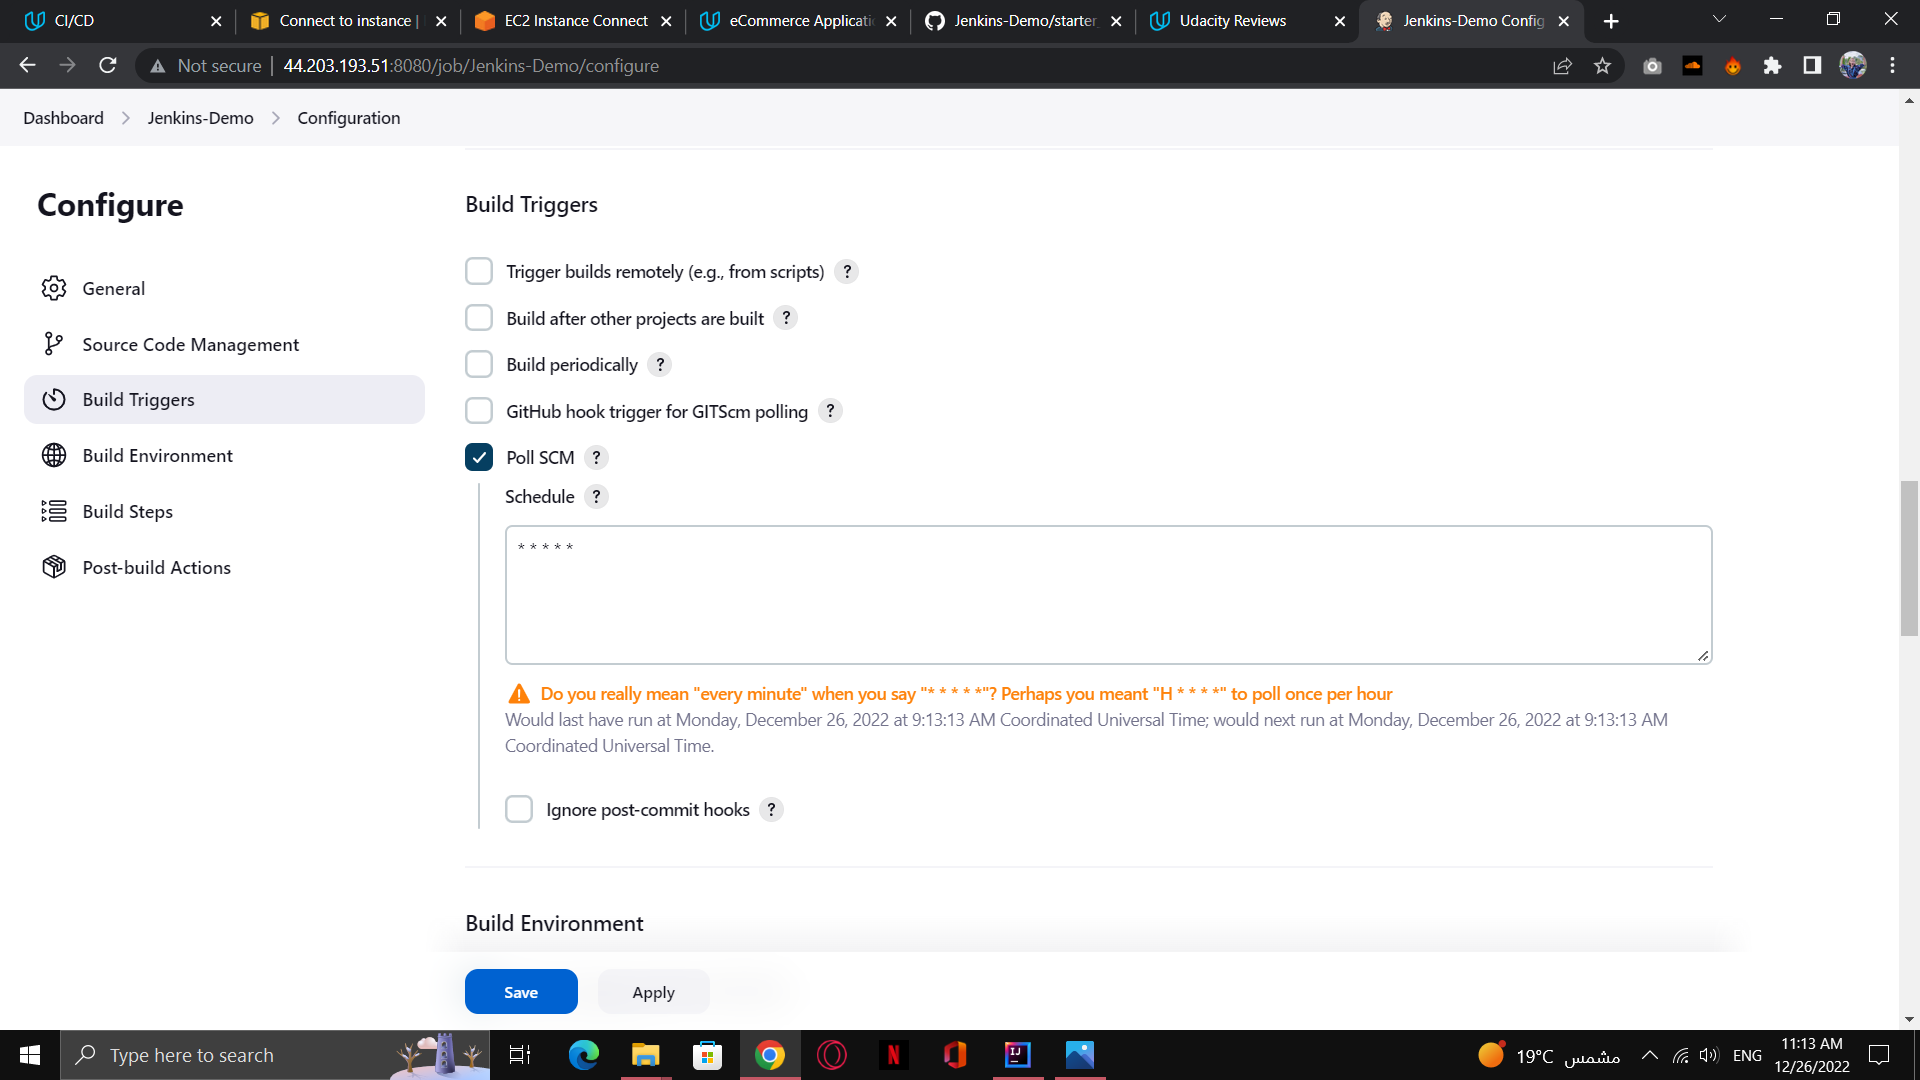 CI/CD
Connect to instance |
EC2 Instance Connect
eCommerce Applicati
Jenkins-Demo/starter
Udacity Reviews
Jenkins-Demo Config
Not secure
44.203.193.51:8080/job/Jenkins-Demo/configure
Dashboard
Jenkins-Demo
Configuration
Configure
General
Source Code Management
Build Triggers
Build Environment
Build Steps
Post-build Actions
Build Triggers
Trigger builds remotely (e.g., from scripts) ?
Build after other projects are built ?
Build periodically ?
GitHub hook trigger for GITScm polling ?
Poll SCM ?
Schedule ?
* * * * *
Do you really mean "every minute" when you say "* * * * *"? Perhaps you meant "H * * * *" to poll once per hour
Would last have run at Monday, December 26, 2022 at 9:13:13 AM Coordinated Universal Time; would next run at Monday, December 26, 2022 at 9:13:13 AM
Coordinated Universal Time.
Ignore post-commit hooks ?
Build Environment
Save
Apply
Type here to search
19°C مشمس
ENG
11:13 AM
12/26/2022